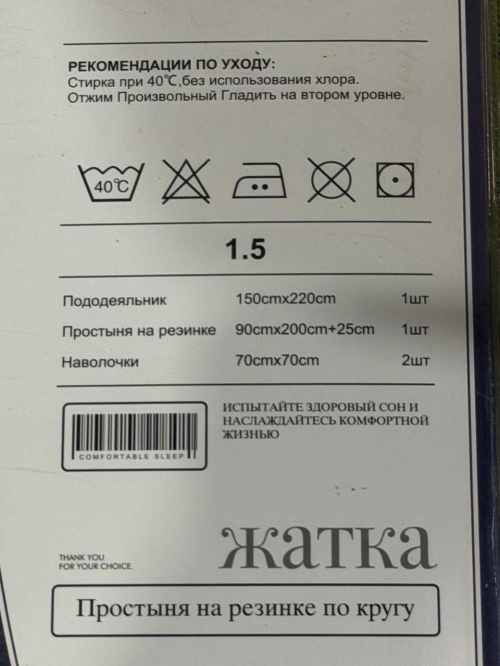 РЕКОМЕНДАЦИИ ПО УХОДУ:
Стирка при 40℃,без использования хлора.
Отжим Произвольный Гладить на втором уровне.
40℃
1.5
Пододеяльник 150cmx220cm 1шт
Простыня на резинке 90cmx200cm+25cm 1шт
Наволочки 70cmx70cm 2шт
COMFORTABLE SLEEP
ИСПЫТАЙТЕ ЗДОРОВЫЙ СОН И
НАСЛАЖДАЙТЕСЬ КОМФОРТНОЙ
ЖИЗНЬЮ
THANK YOU
FOR YOUR CHOICE.
жатка
Простыня на резинке по кругу